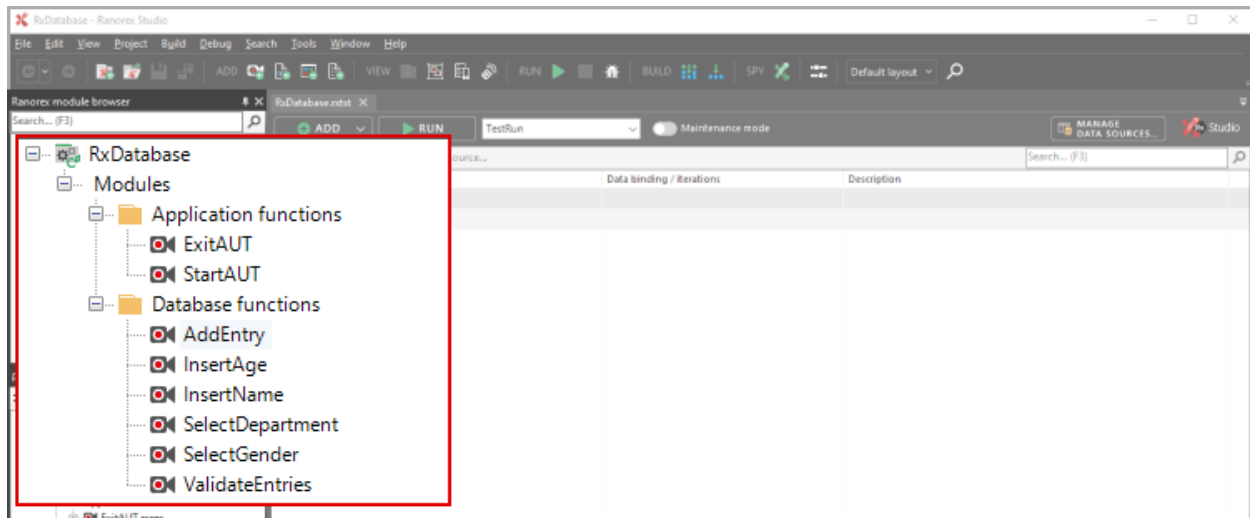 RxDatabase - Ranorex Studio
File Edit View Project Build Debug Search Tools Window Help
ADD VIEW RUN BUILD SPY Default layout
Ranorex module browser RxDatabase.rxtst
Search... (F3) ADD RUN TestRun Maintenance mode MANAGE DATA SOURCES... Studio
ource... Search... (F3)
Data binding / iterations Description
RxDatabase
Modules
Application functions
ExitAUT
StartAUT
Database functions
AddEntry
InsertAge
InsertName
SelectDepartment
SelectGender
ValidateEntries